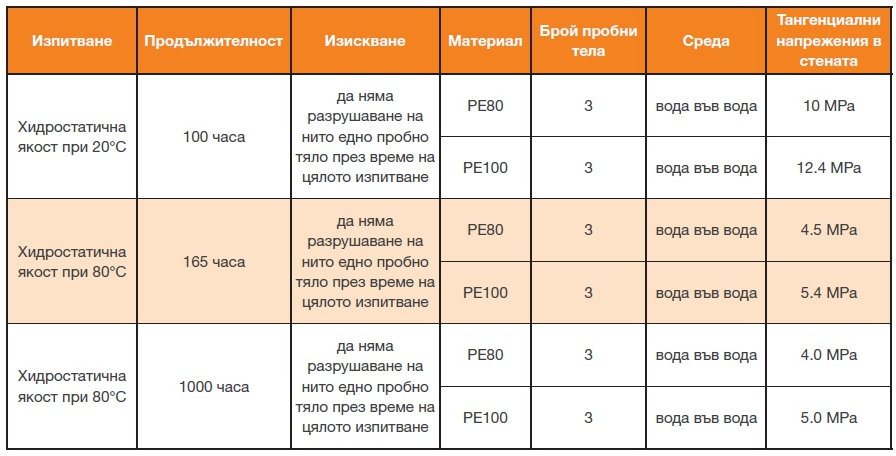 Изпитване
Продължителност
Изискване
Материал
Брой пробни
тела
Среда
Тангенциални
напрежения в
стената
Хидростатична
якост при 20°C
100 часа
да няма
разрушаване на
нито едно пробно
тяло през време на
цялото изпитване
PE80
3
вода във вода
10 MPa
PE100
3
вода във вода
12.4 MPa
Хидростатична
якост при 80°C
165 часа
да няма
разрушаване на
нито едно пробно
тяло през време на
цялото изпитване
PE80
3
вода във вода
4.5 MPa
PE100
3
вода във вода
5.4 MPa
Хидростатична
якост при 80°C
1000 часа
да няма
разрушаване на
нито едно пробно
тяло през време на
цялото изпитване
PE80
3
вода във вода
4.0 MPa
PE100
3
вода във вода
5.0 MPa